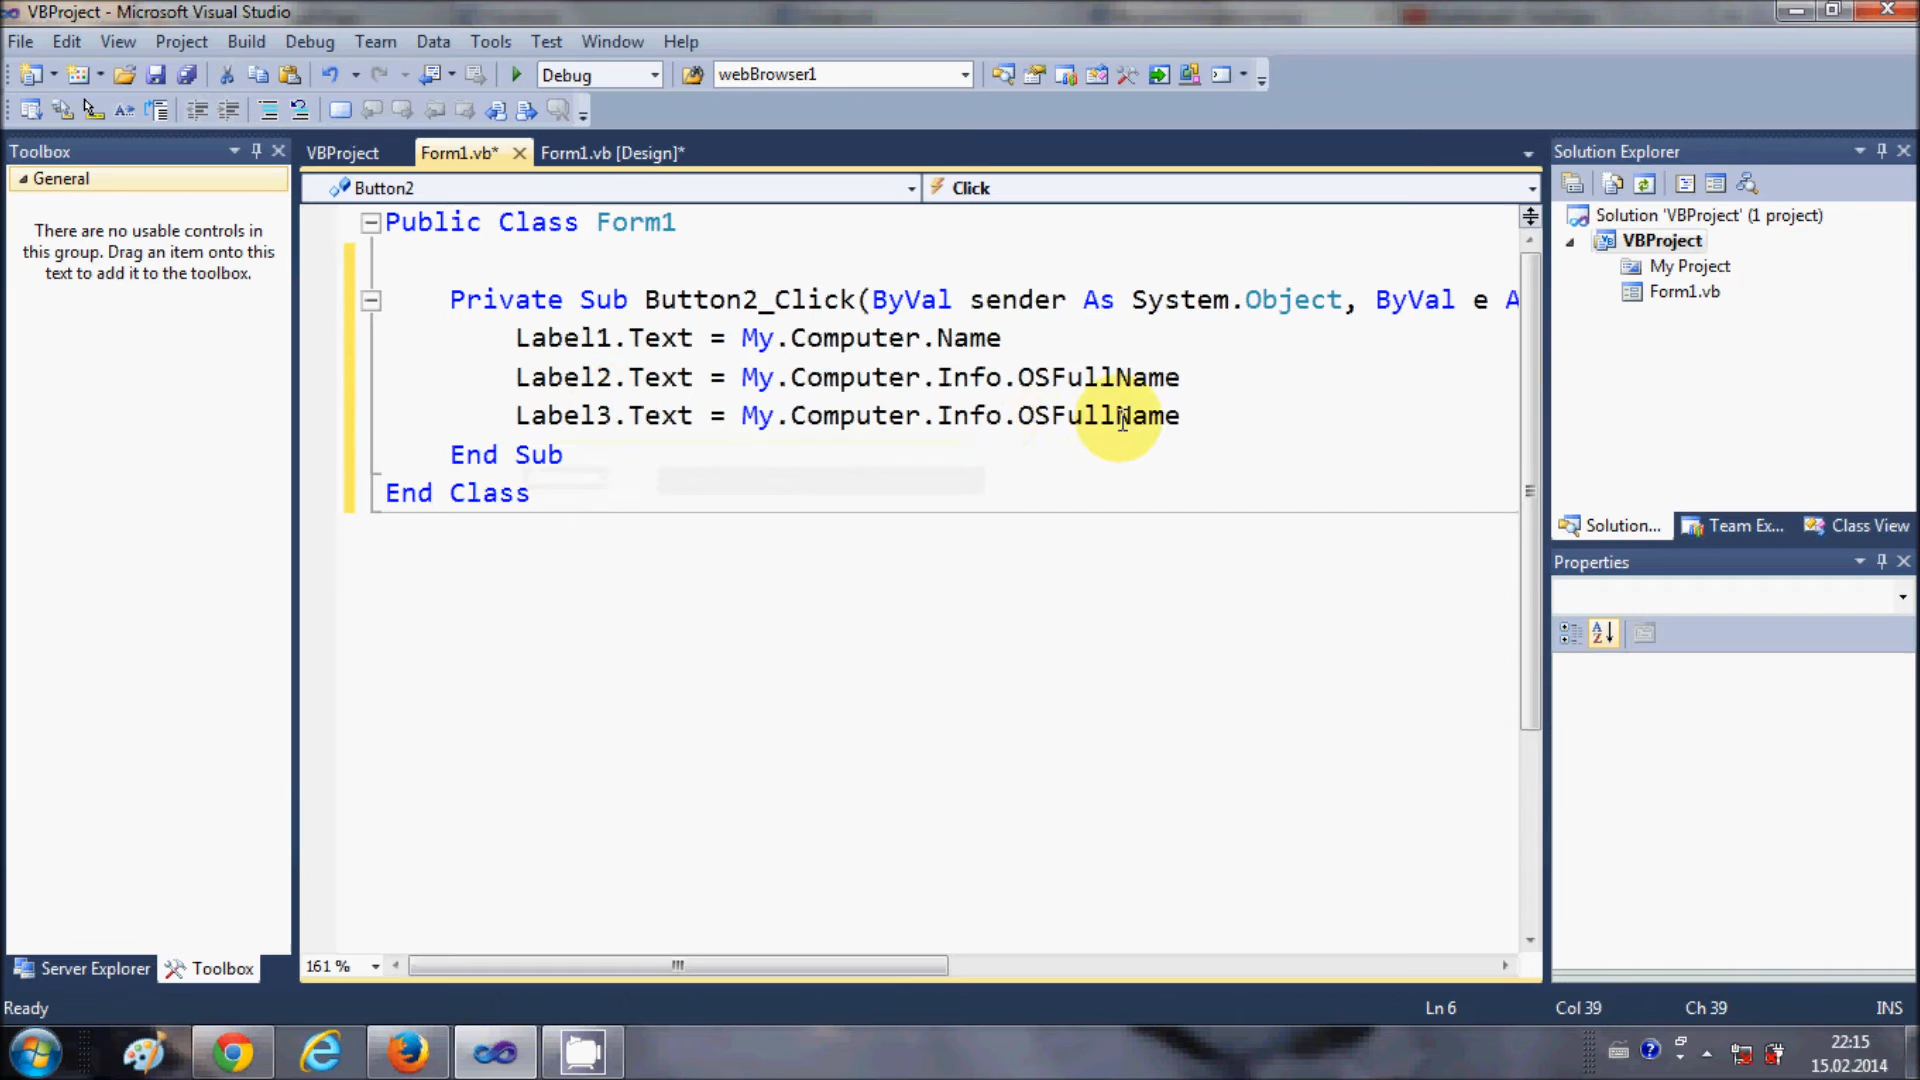 VBProject - Microsoft Visual Studio
File Edit View Project Build Debug Team Data Tools Test Window Help
Debug webBrowser1
Toolbox
VBProject Form1.vb* Form1.vb [Design]*
Solution Explorer
General
Button2 Click
There are no usable controls in
this group. Drag an item onto this
text to add it to the toolbox.
Public Class Form1
Private Sub Button2_Click(ByVal sender As System.Object, ByVal e A
Label1.Text = My.Computer.Name
Label2.Text = My.Computer.Info.OSFullName
Label3.Text = My.Computer.Info.OSFullName
End Sub
End Class
Solution 'VBProject' (1 project)
VBProject
My Project
Form1.vb
Solution... Team Ex... Class View
Properties
161 %
Server Explorer Toolbox
Ready Ln 6 Col 39 Ch 39 INS
22:15
15.02.2014